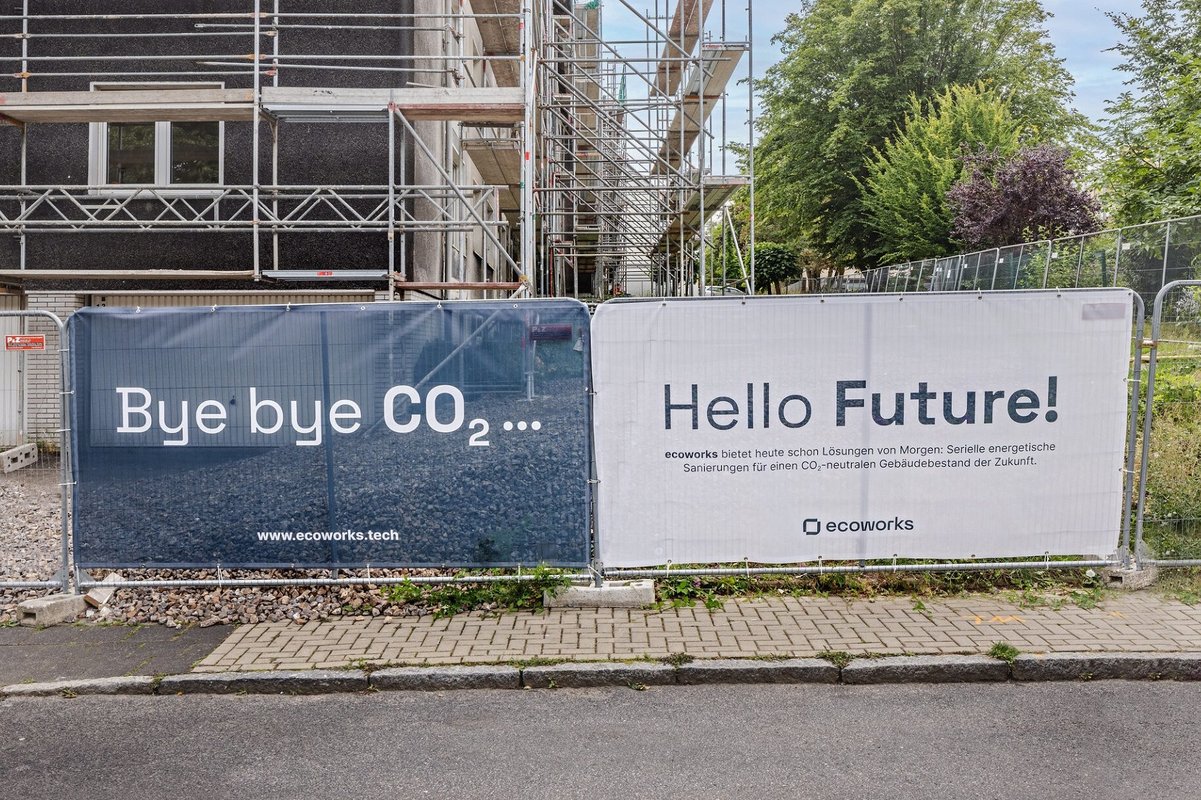 Bye bye CO₂ ...
www.ecoworks.tech
Hello Future!
ecoworks bietet heute schon Lösungen von Morgen: Serielle energetische
Sanierungen für einen CO₂-neutralen Gebäudebestand der Zukunft.
ecoworks